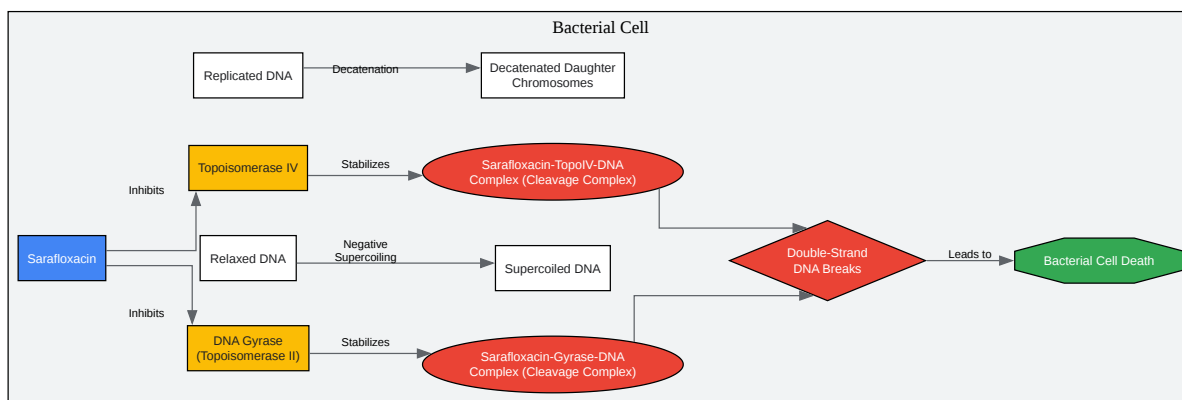 Bacterial Cell
Replicated DNA
Decatenation
Decatenated Daughter
Chromosomes
Topoisomerase IV
Stabilizes
Sarafloxacin-TopoIV-DNA
Complex (Cleavage Complex)
Inhibits
Sarafloxacin
Relaxed DNA
Negative
Supercoiling
Supercoiled DNA
Double-Strand
DNA Breaks
Leads to
Bacterial Cell Death
Inhibits
DNA Gyrase
(Topoisomerase II)
Stabilizes
Sarafloxacin-Gyrase-DNA
Complex (Cleavage Complex)